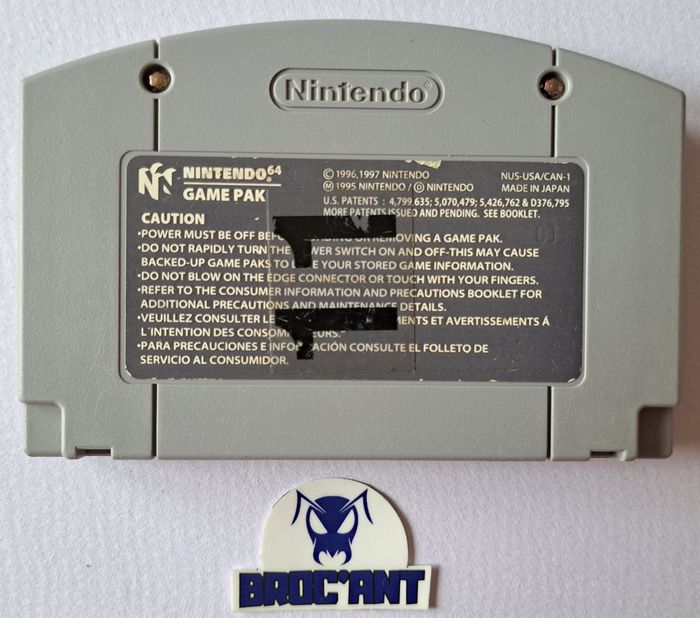 Nintendo®
NINTENDO®64
GAME PAK
© 1996,1997 NINTENDO
Ⓜ 1995 NINTENDO / Ⓟ NINTENDO
U.S. PATENTS : 4,799,635; 5,070,479; 5,426,762 & D376,795
MORE PATENTS ISSUED AND PENDING. SEE BOOKLET.
NUS-USA/CAN-1
MADE IN JAPAN
CAUTION
•POWER MUST BE OFF OR REMOVING A GAME PAK.
•DO NOT RAPIDLY TURN THE POWER SWITCH ON AND OFF-THIS MAY CAUSE
BACKED-UP GAME PAKS TO YOUR STORED GAME INFORMATION.
•DO NOT BLOW ON THE EDGE CONNECTOR OR TOUCH WITH YOUR FINGERS.
•REFER TO THE CONSUMER INFORMATION AND PRECAUTIONS BOOKLET FOR
ADDITIONAL PRECAUTIONS AND MAINTENANCE DETAILS.
•VEUILLEZ CONSULTER ET AVERTISSEMENTS Á
L'INTENTION DES
•PARA PRECAUCIONES E INFORMACIÓN CONSULTE EL FOLLETO DE
SERVICIO AL CONSUMIDOR.
BROC'ANT